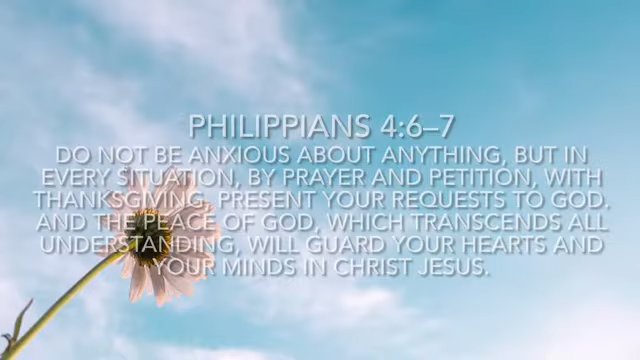 PHILIPPIANS 4:6–7
DO NOT BE ANXIOUS ABOUT ANYTHING, BUT IN
EVERY SITUATION, BY PRAYER AND PETITION, WITH
THANKSGIVING, PRESENT YOUR REQUESTS TO GOD.
AND THE PEACE OF GOD, WHICH TRANSCENDS ALL
UNDERSTANDING, WILL GUARD YOUR HEARTS AND
YOUR MINDS IN CHRIST JESUS.